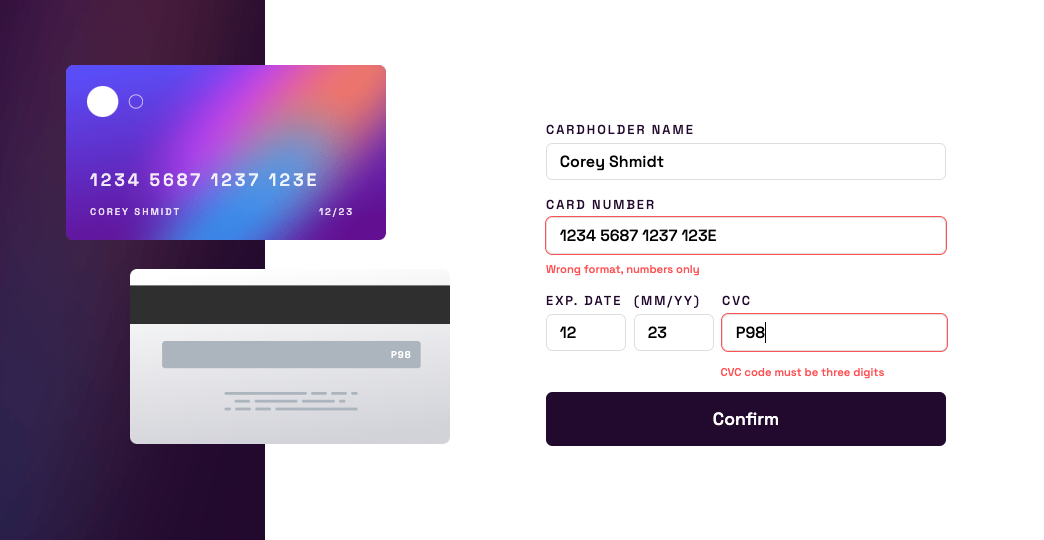 1234 5687 1237 123E
COREY SHMIDT 12/23
P98
CARDHOLDER NAME
Corey Shmidt
CARD NUMBER
1234 5687 1237 123E
Wrong format, numbers only
EXP. DATE (MM/YY) CVC
12 23 P98
CVC code must be three digits
Confirm